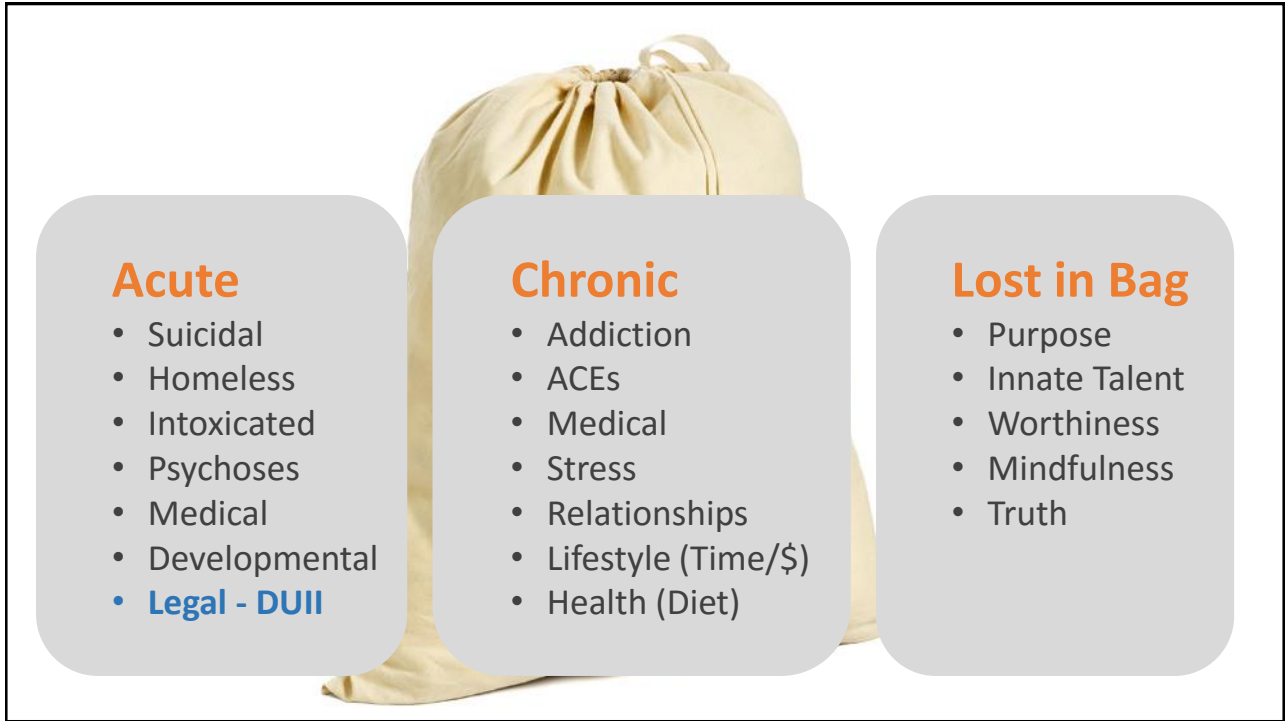 Acute
• Suicidal
• Homeless
• Intoxicated
• Psychoses
• Medical
• Developmental
• Legal - DUII
Chronic
• Addiction
• ACEs
• Medical
• Stress
• Relationships
• Lifestyle (Time/$)
• Health (Diet)
Lost in Bag
• Purpose
• Innate Talent
• Worthiness
• Mindfulness
• Truth